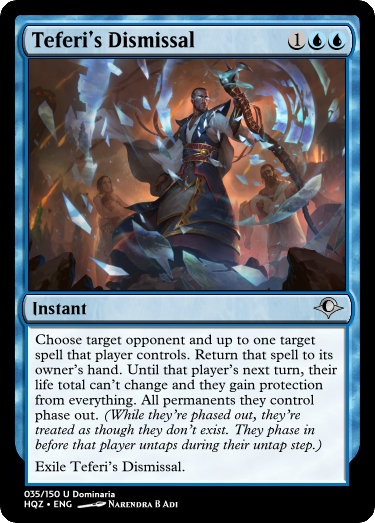 Teferi's Dismissal 1
Instant
Choose target opponent and up to one target
spell that player controls. Return that spell to its
owner's hand. Until that player's next turn, their
life total can't change and they gain protection
from everything. All permanents they control
phase out. (While they're phased out, they're
treated as though they don't exist. They phase in
before that player untaps during their untap step.)
Exile Teferi's Dismissal.
035/150 U Dominaria
HQZ • ENG Narendra B Adi